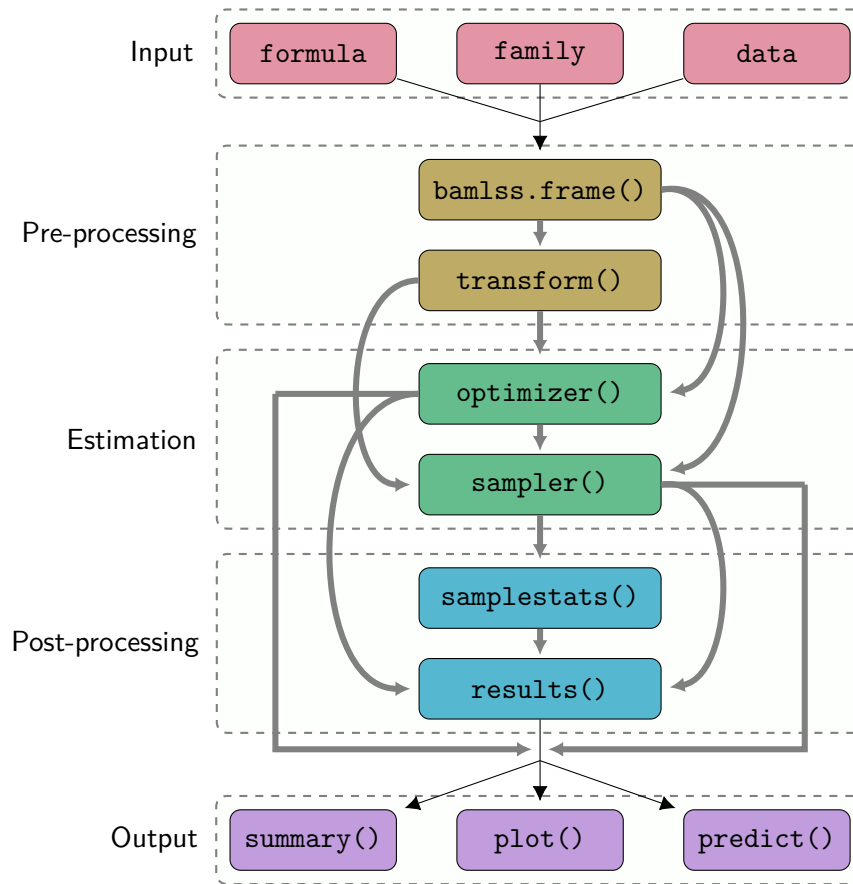 Input
formula
family
data
Pre-processing
bamlss.frame()
transform()
Estimation
optimizer()
sampler()
Post-processing
samplestats()
results()
Output
summary()
plot()
predict()